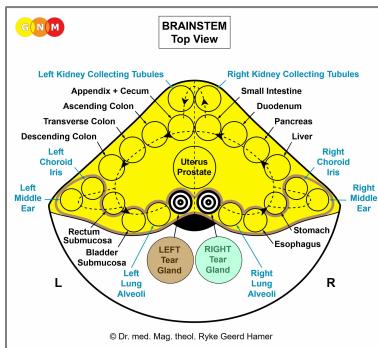 G N M
BRAINSTEM
Top View
Left Kidney Collecting Tubules
Right Kidney Collecting Tubules
Appendix + Cecum
Small Intestine
Ascending Colon
Duodenum
Transverse Colon
Pancreas
Descending Colon
Liver
Left
Choroid
Iris
Right
Choroid
Iris
Uterus
Prostate
Left
Middle
Ear
Right
Middle
Ear
Rectum
Submucosa
Stomach
Bladder
Submucosa
Esophagus
LEFT
Tear
Gland
RIGHT
Tear
Gland
Left
Lung
Alveoli
Right
Lung
Alveoli
L
R
© Dr. med. Mag. theol. Ryke Geerd Hamer